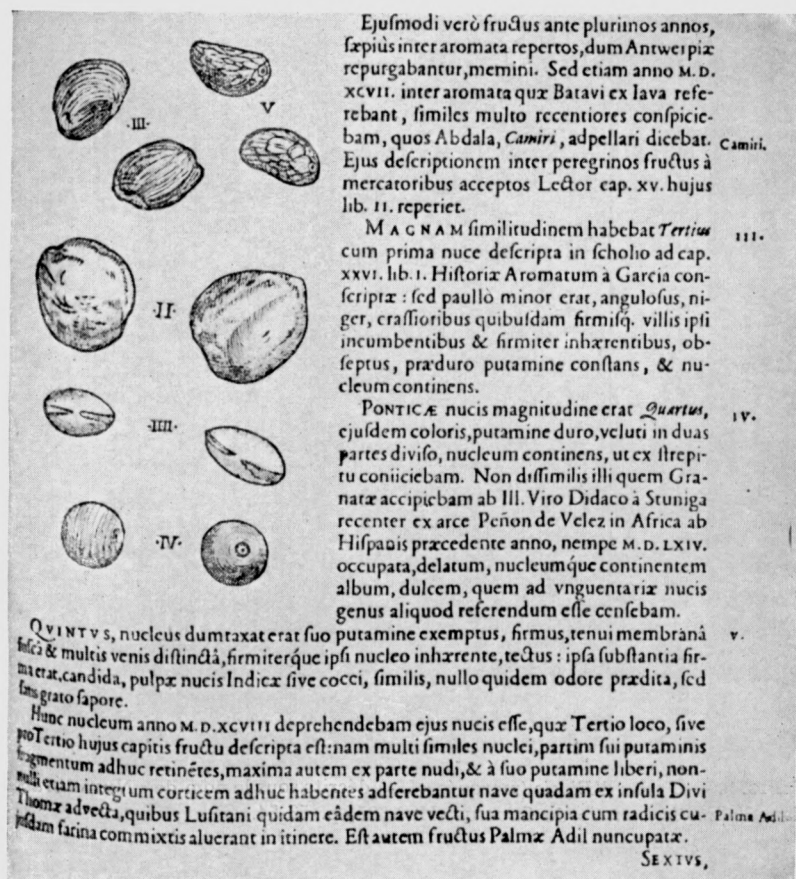 Ejuſmodi verò fructus ante plurimos annos,
ſæpiùs inter aromata repertos,dum Antwerpiæ
repurgabantur,memini. Sed etiam anno M. D.
XCVII. inter aromata quæ Batavi ex Iava refe-
rebant, ſimiles multo recentiores conſpicie-
bam, quos Abdala, Camiri, adpellari dicebat.
Camiri.
Ejus deſcriptionem inter peregrinos fructus à
mercatoribus acceptos Lector cap. XV. hujus
lib. II. reperiet.
MAGNAM ſimilitudinem habebat Tertius
III.
cum prima nuce deſcripta in ſcholio ad cap.
XXVI. lib. I. Hiſtoriæ Aromatum à Garcia con-
ſcriptæ : ſed paullò minor erat, anguloſus, ni-
ger, craſſioribus quibuſdam firmiſq. villis ipſi
incumbentibus & firmiter inhærentibus, ob-
ſeptus, præduro putamine conſtans, & nu-
cleum continens.
PONTICÆ nucis magnitudine erat Quartus,
IV.
ejuſdem coloris,putamine duro,veluti in duas
partes diviſo, nucleum continens, ut ex ſtrepi-
tu coniiciebam. Non diſſimilis illi quem Gra-
natæ accipiebam ab Ill. Viro Didaco à Stuniga
recenter ex arce Peñon de Velez in Africa ab
Hiſpanis præcedente anno, nempe M.D.LXIV.
occupata,delatum, nucleumque continentem
album, dulcem, quem ad vnguentariæ nucis
genus aliquod referendum eſſe cenſebam.
·III·
V
·II·
·IIII·
·IV·
QVINTVS, nucleus dumtaxat erat ſuo putamine exemptus, firmus,tenui membranâ
v.
fuſcâ & multis venis diſtinctâ,firmiterque ipſi nucleo inhærente,tectus : ipſa ſubſtantia fir-
ma erat,candida, pulpæ nucis Indicæ ſive cocci, ſimilis, nullo quidem odore prædita, ſed
ſatis grato ſapore.
Hunc nucleum anno M.D.XCVIII deprehendebam ejus nucis eſſe,quæ Tertio loco, ſive
pro Tertio hujus capitis fructu deſcripta eſt:nam multi ſimiles nuclei,partim ſui putaminis
fragmentum adhuc retinẽtes,maxima autem ex parte nudi,& à ſuo putamine liberi, non-
nulli etiam integrum corticem adhuc habentes adferebantur nave quadam ex inſula Divi
Thomæ advecta,quibus Luſitani quidam eâdem nave vecti, ſua mancipia cum radicis cu-
Palma Adil.
juſdam farina commixtis aluerant in itinere. Eſt autem fructus Palmæ Adil nuncupatæ.
SEXTVS,